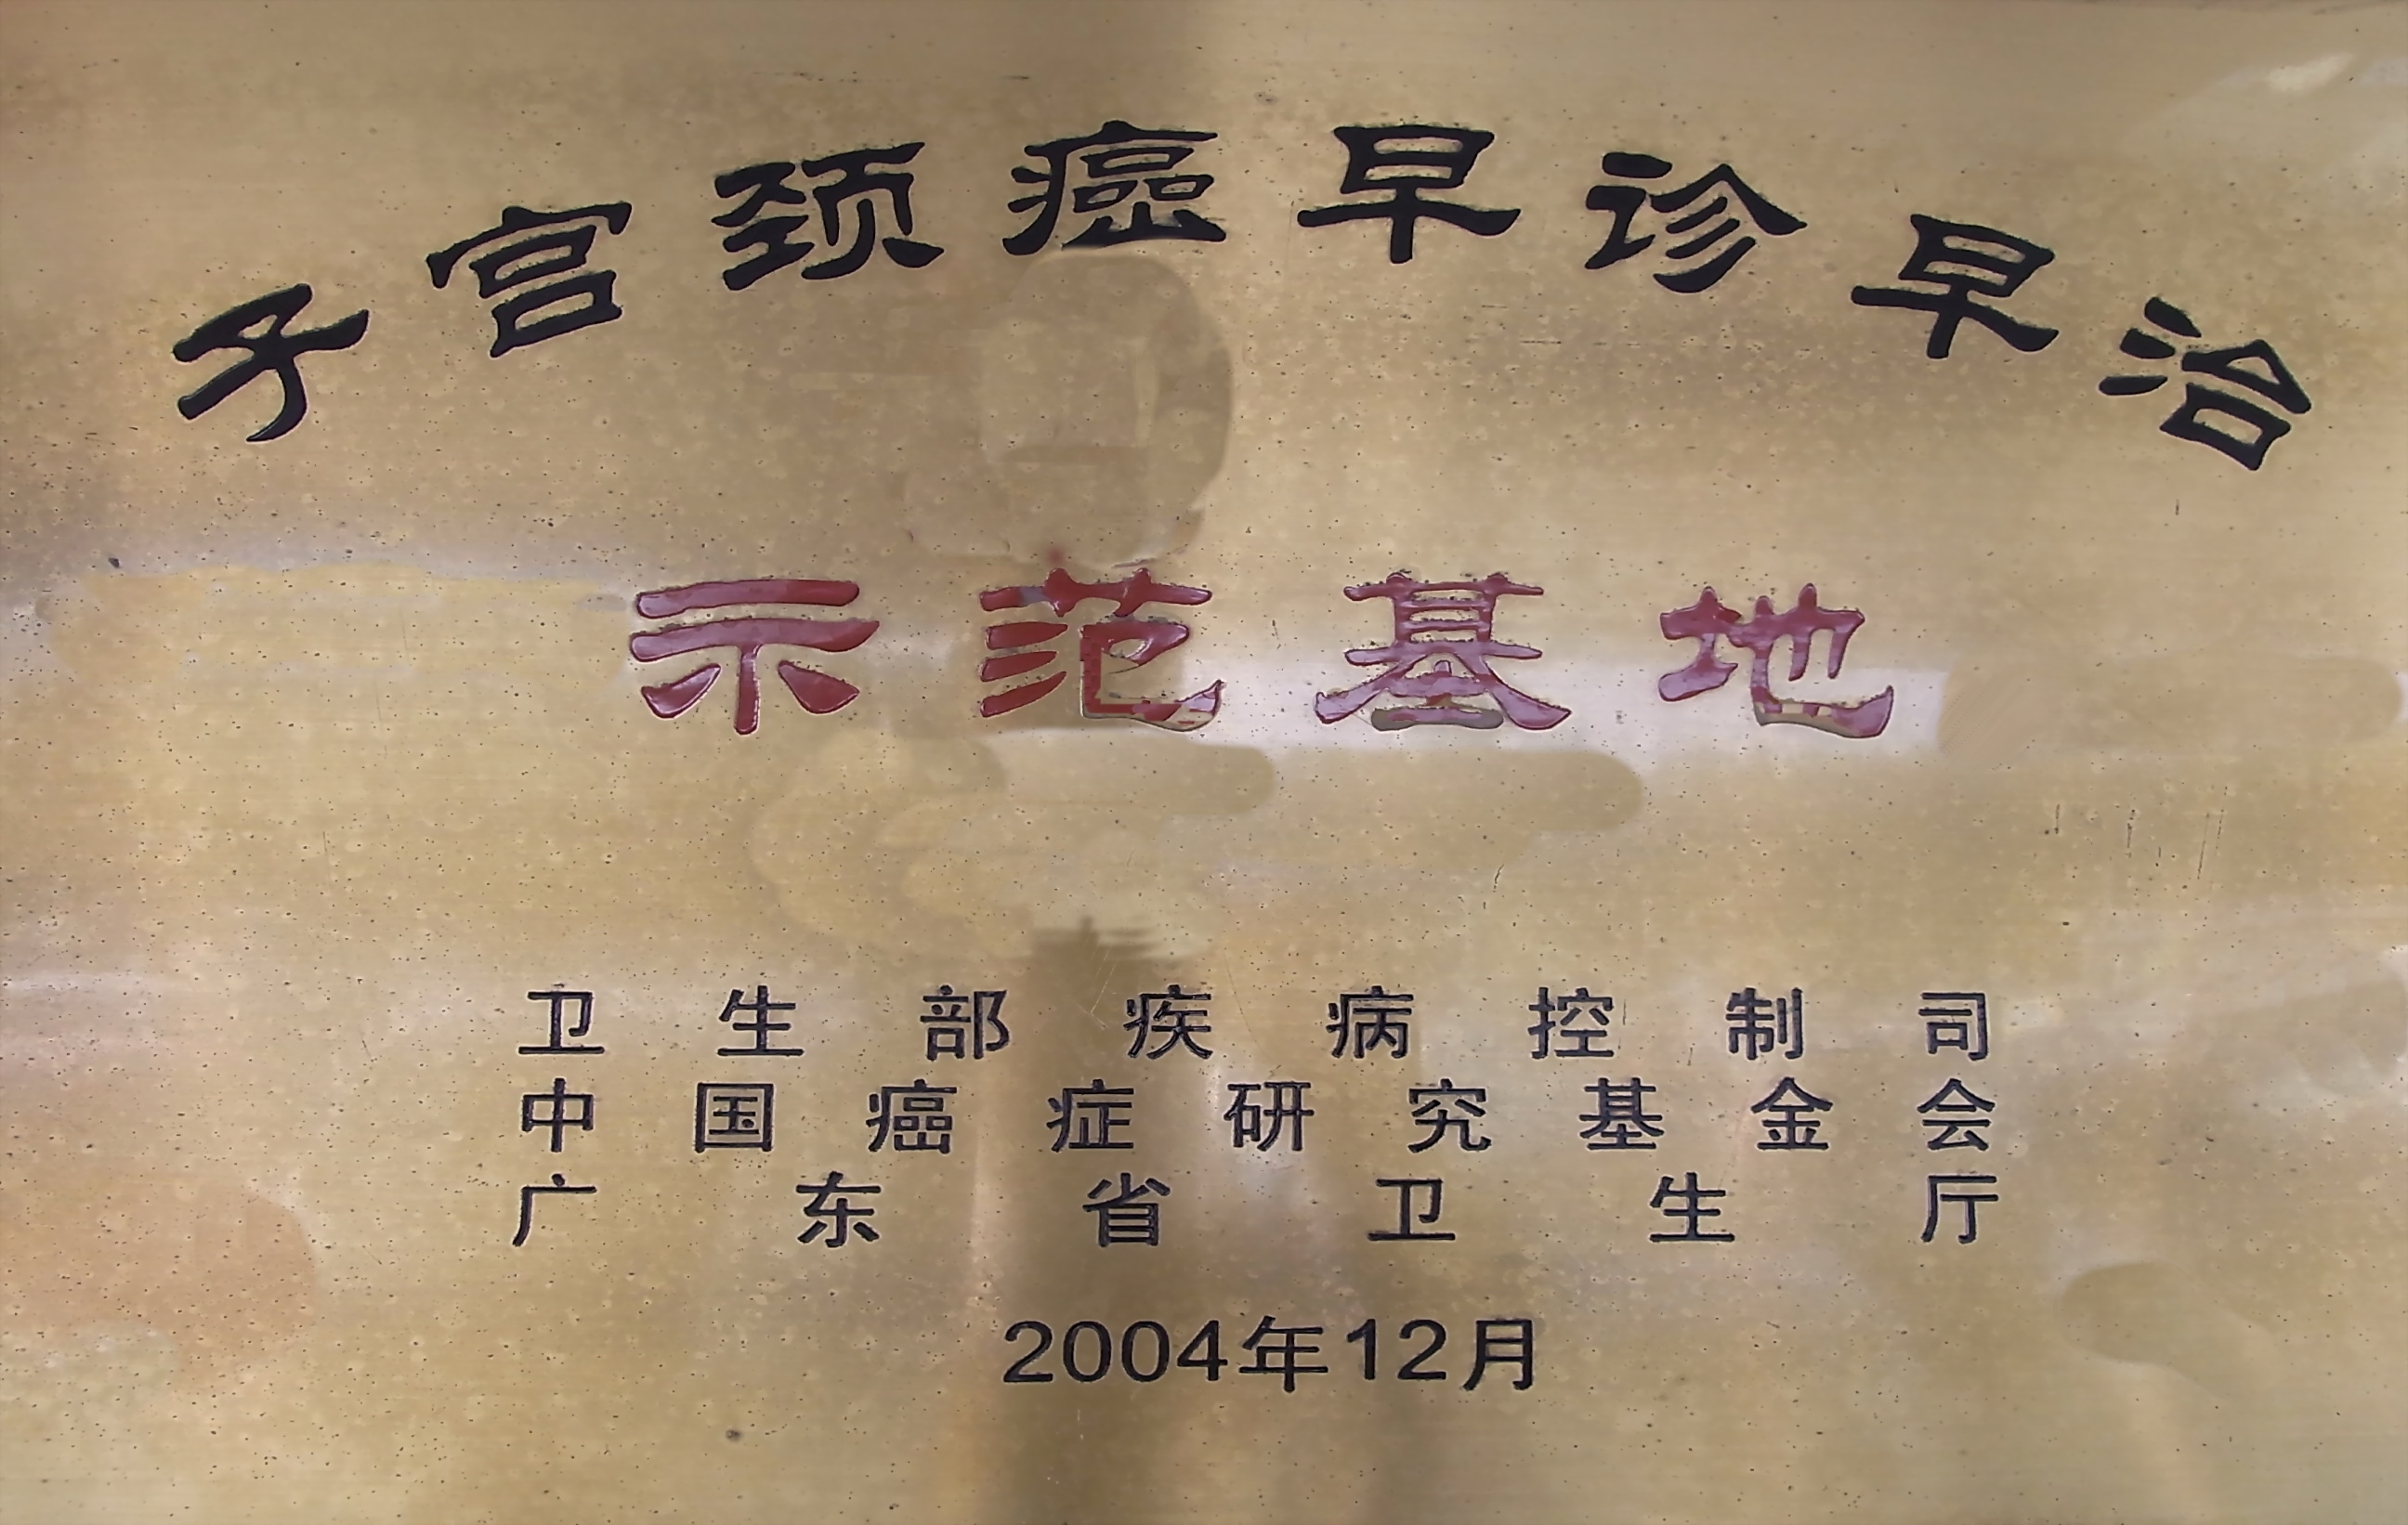 子宫颈癌早诊早治
示范基地
卫生部疾病控制司
中国癌症研究基金会
广东省卫生厅
2004年12月